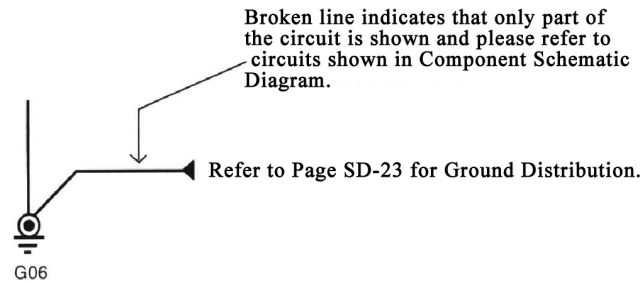 Broken line indicates that only part of
the circuit is shown and please refer to
circuits shown in Component Schematic
Diagram.
Refer to Page SD-23 for Ground Distribution.
G06